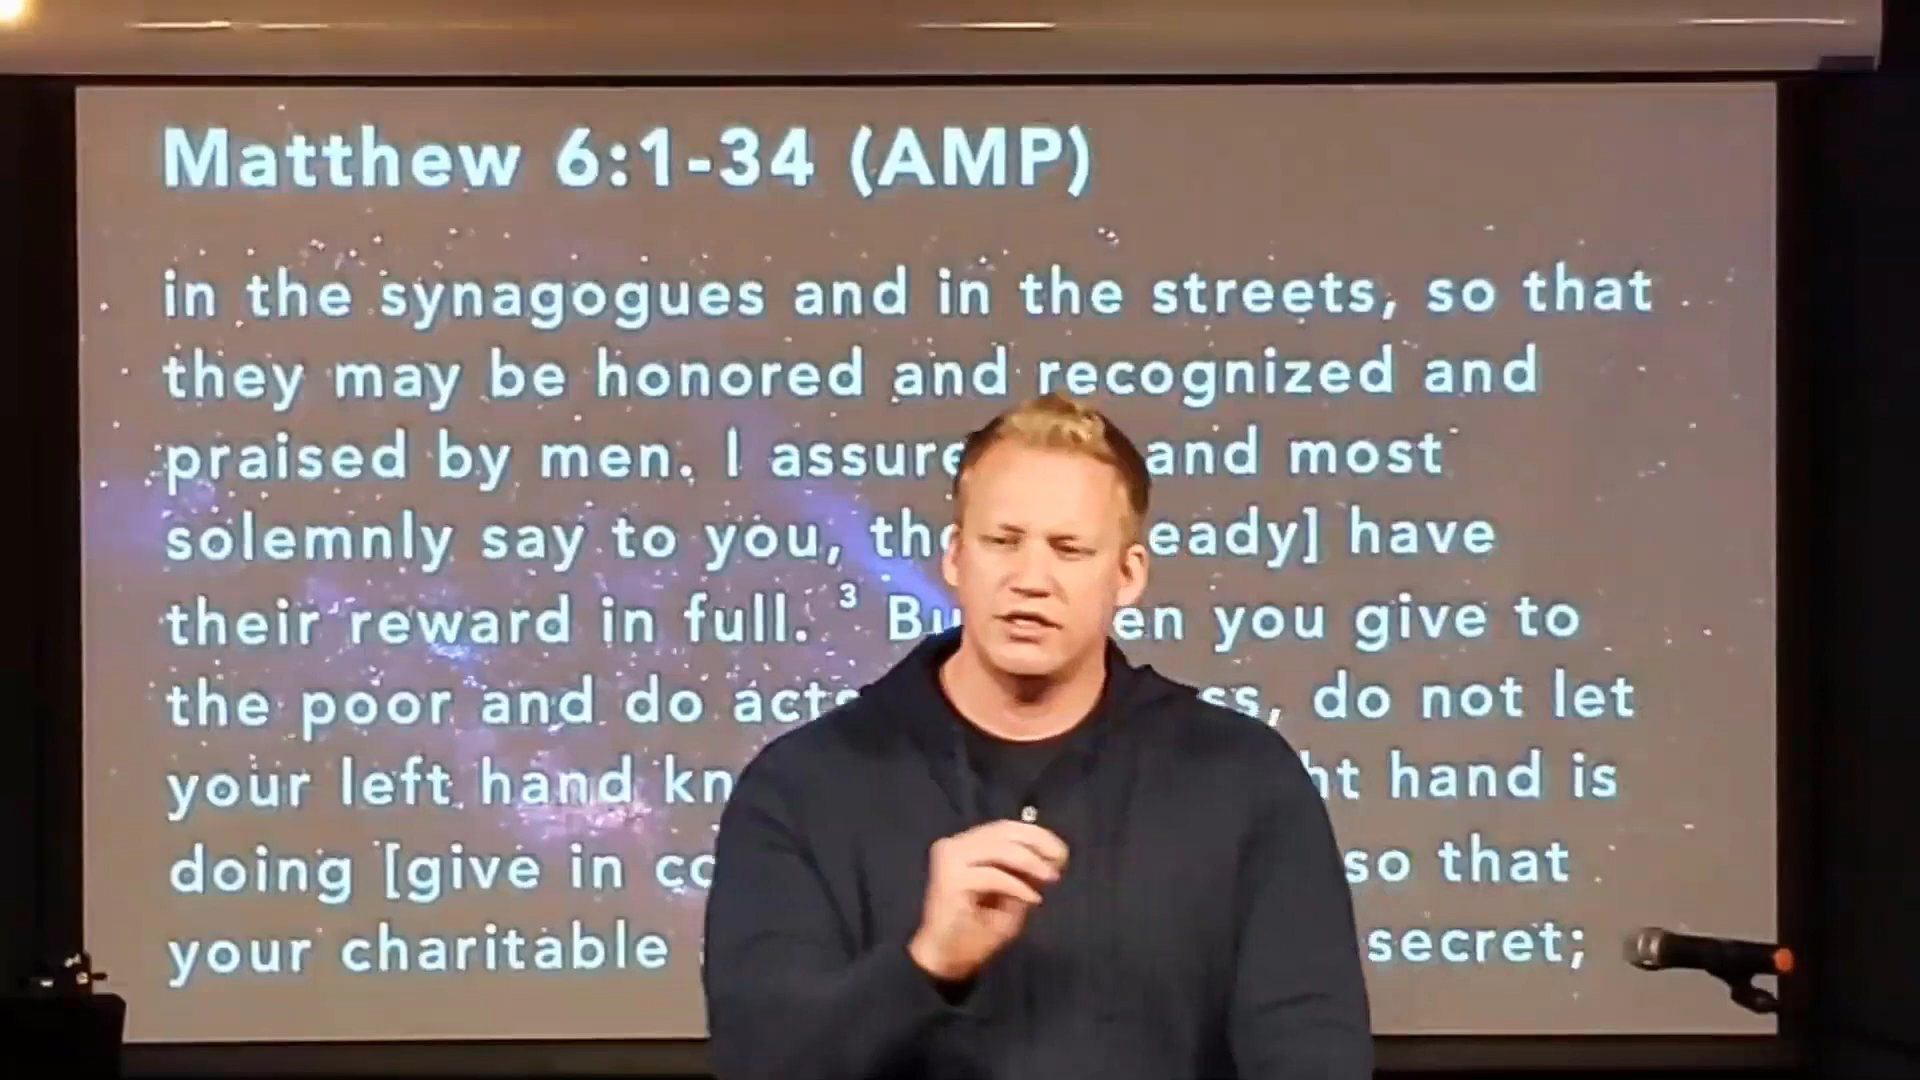 Matthew 6:1-34 (AMP)
in the synagogues and in the streets, so that
they may be honored and recognized and
praised by men. I assure and most
solemnly say to you, eady] have
their reward in full. ³ en you give to
the poor and do acts ss, do not let
your left hand ht hand is
doing [give in so that
your charitable secret;